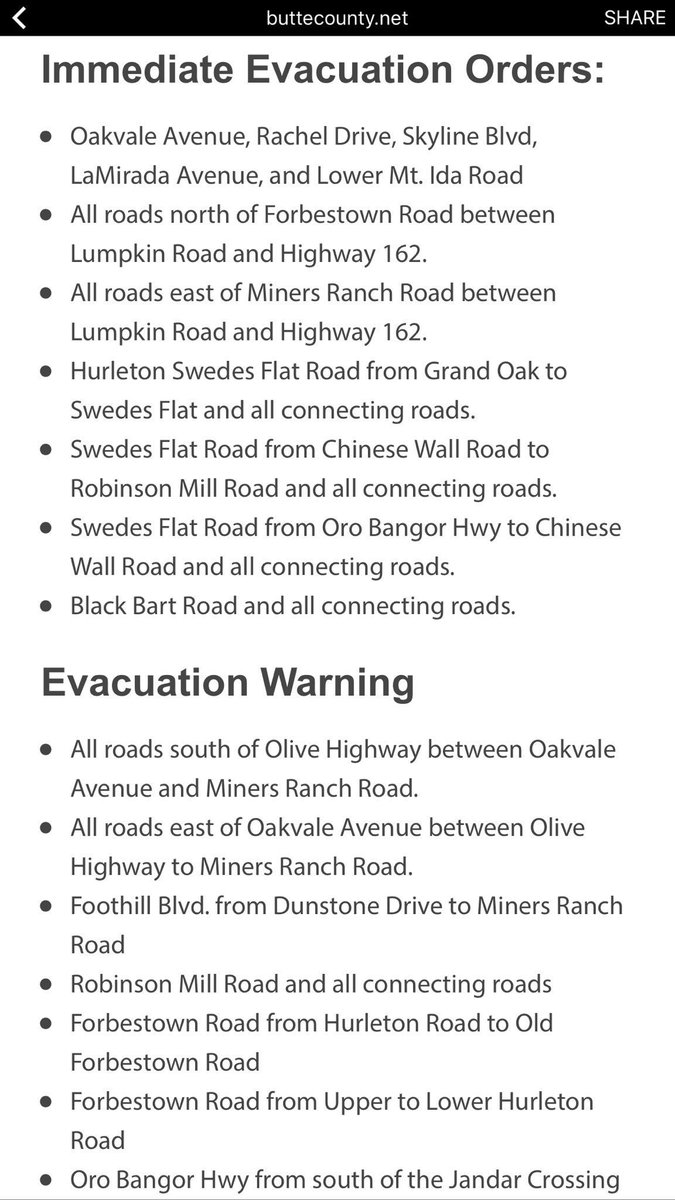 buttecounty.net
SHARE
Immediate Evacuation Orders:
• Oakvale Avenue, Rachel Drive, Skyline Blvd,
LaMirada Avenue, and Lower Mt. Ida Road
• All roads north of Forbestown Road between
Lumpkin Road and Highway 162.
• All roads east of Miners Ranch Road between
Lumpkin Road and Highway 162.
• Hurleton Swedes Flat Road from Grand Oak to
Swedes Flat and all connecting roads.
• Swedes Flat Road from Chinese Wall Road to
Robinson Mill Road and all connecting roads.
• Swedes Flat Road from Oro Bangor Hwy to Chinese
Wall Road and all connecting roads.
• Black Bart Road and all connecting roads.
Evacuation Warning
• All roads south of Olive Highway between Oakvale
Avenue and Miners Ranch Road.
• All roads east of Oakvale Avenue between Olive
Highway to Miners Ranch Road.
• Foothill Blvd. from Dunstone Drive to Miners Ranch
Road
• Robinson Mill Road and all connecting roads
• Forbestown Road from Hurleton Road to Old
Forbestown Road
• Forbestown Road from Upper to Lower Hurleton
Road
• Oro Bangor Hwy from south of the Jandar Crossing